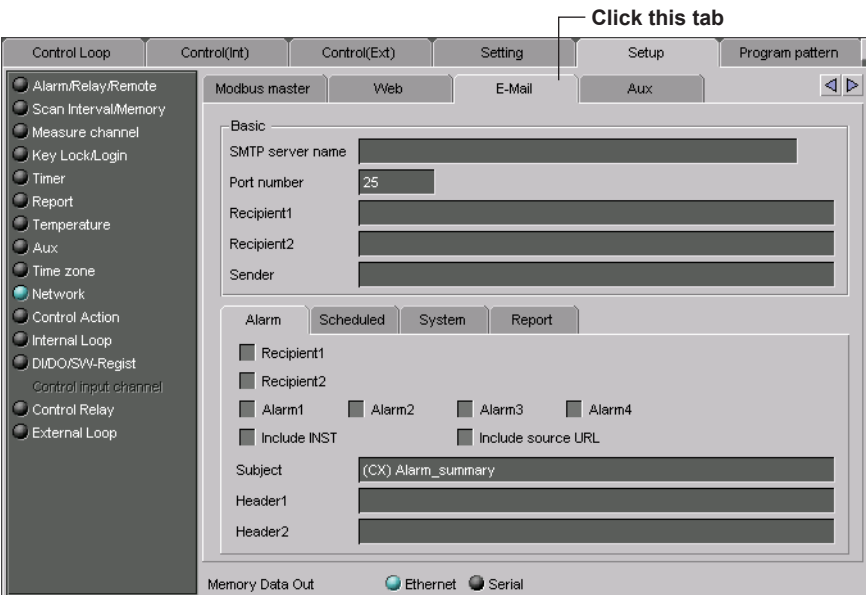 Click this tab
Control Loop Control(Int) Control(Ext) Setting Setup Program pattern
Alarm/Relay/Remote
Scan Interval/Memory
Measure channel
Key Lock/Login
Timer
Report
Temperature
Aux
Time zone
Network
Control Action
Internal Loop
DI/DO/SW-Regist
Control input channel
Control Relay
External Loop
Modbus master Web E-Mail Aux
Basic
SMTP server name
Port number 25
Recipient1
Recipient2
Sender
Alarm Scheduled System Report
Recipient1
Recipient2
Alarm1 Alarm2 Alarm3 Alarm4
Include INST Include source URL
Subject (CX) Alarm_summary
Header1
Header2
Memory Data Out Ethernet Serial